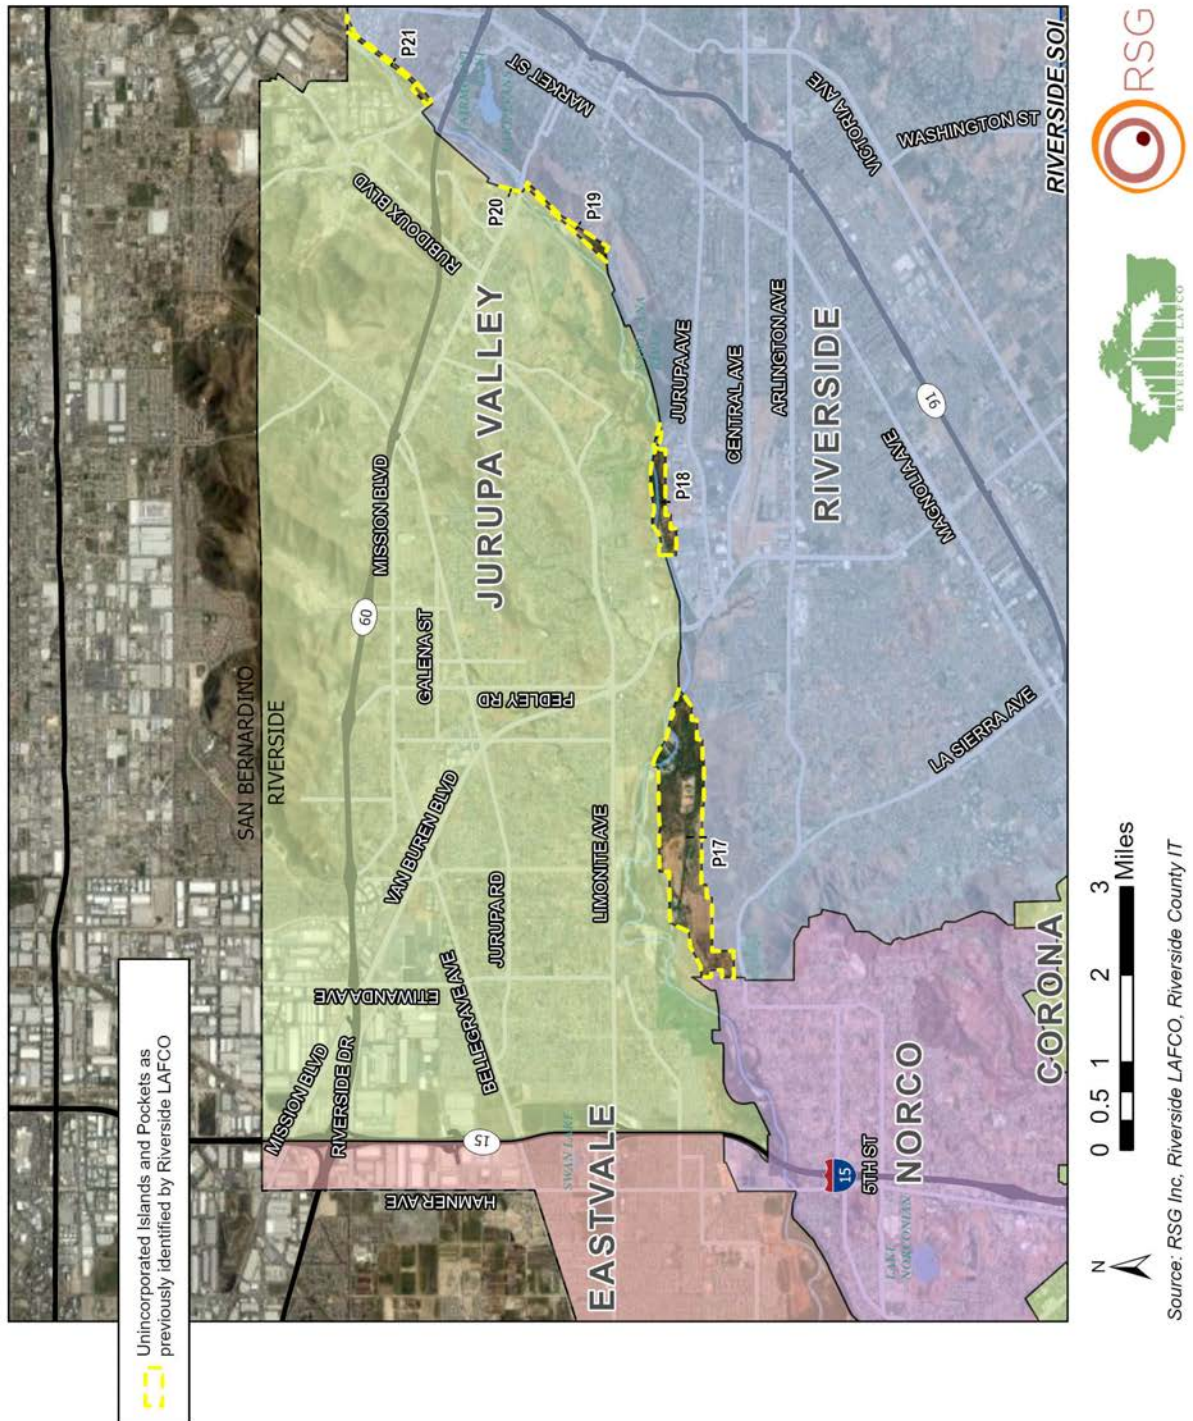 Unincorporated Islands and Pockets as
previously identified by Riverside LAFCO
SAN BERNARDINO
RIVERSIDE
MISSION BLVD
RIVERSIDE DR
ETIWANDA AVE
VAN BUREN BLVD
60
MISSION BLVD
RUBIDOUX BLVD
P21
GALENA ST
JURUPA VALLEY
P20
MARKET ST
HAMNER AVE
15
BELLEGRAVE AVE
JURUPA RD
PEDLEY RD
P19
SWAN LAKE
EASTVALE
LIMONITE AVE
P17
P18
JURUPA AVE
CENTRAL AVE
ARLINGTON AVE
RIVERSIDE
VICTORIA AVE
WASHINGTON ST
15
5TH ST
NORCO
LAKE
NORCONIAN
LA SIERRA AVE
MAGNOLIA AVE
91
CORONA
RIVERSIDE SOI
N
0 0.5 1 2 3
Miles
RIVERSIDE LAFCO
RSG
Source: RSG Inc, Riverside LAFCO, Riverside County IT